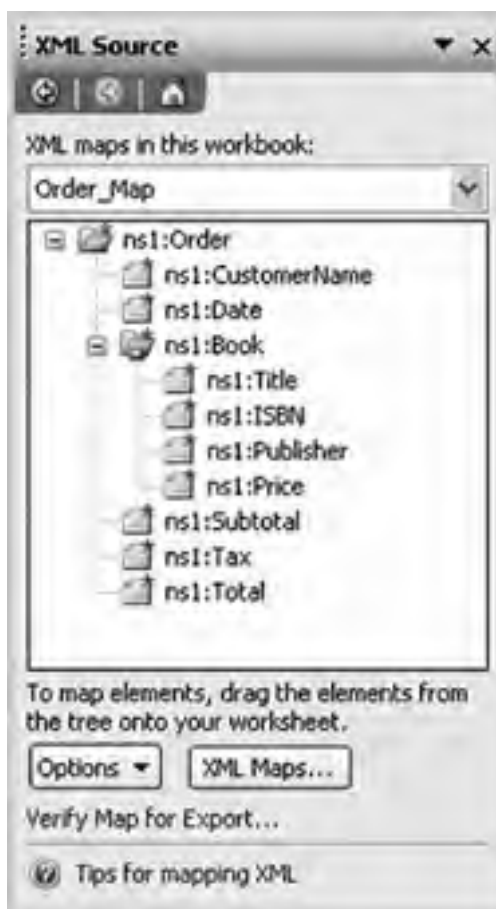 XML Source
XML maps in this workbook:
Order_Map
ns1:Order
ns1:CustomerName
ns1:Date
ns1:Book
ns1:Title
ns1:ISBN
ns1:Publisher
ns1:Price
ns1:Subtotal
ns1:Tax
ns1:Total
To map elements, drag the elements from
the tree onto your worksheet.
Options XML Maps...
Verify Map for Export...
Tips for mapping XML